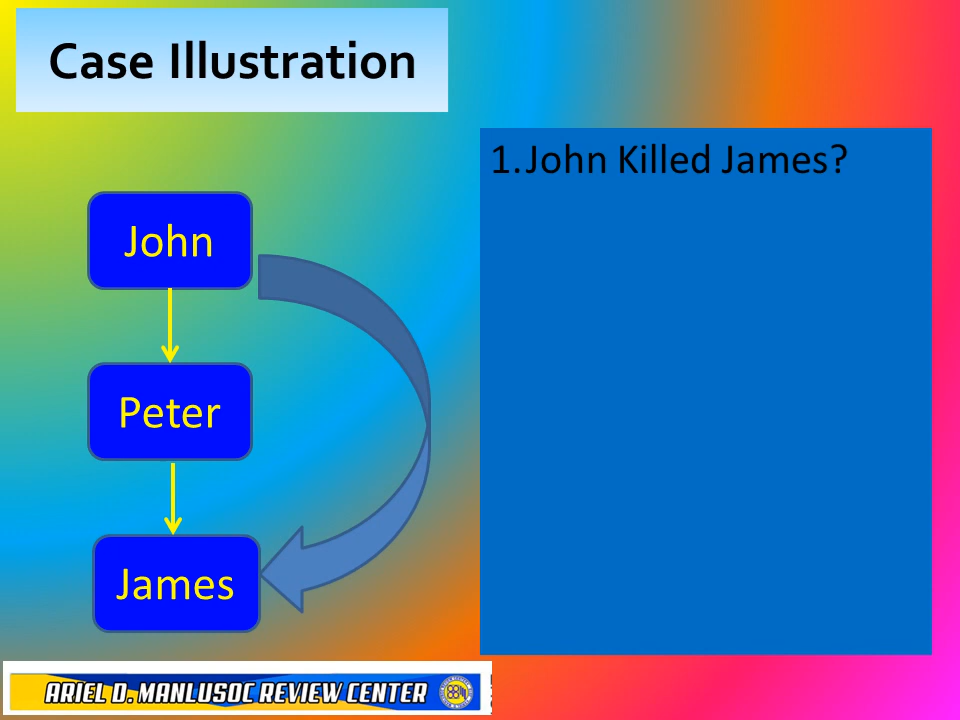 Case Illustration
1.John Killed James?
John
Peter
James
ARIEL D. MANLUSOC REVIEW CENTER